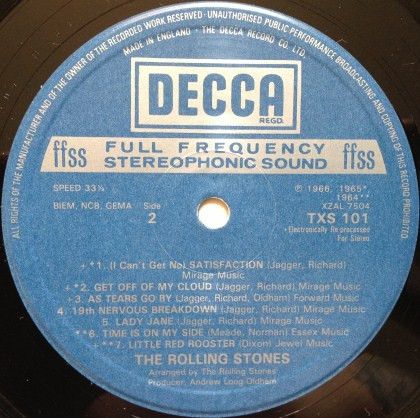 ALL RIGHTS OF THE MANUFACTURER AND OF THE OWNER OF THE RECORDED WORK RESERVED · UNAUTHORISED PUBLIC PERFORMANCE BROADCASTING AND COPYING OF THIS RECORD PROHIBITED
MADE IN ENGLAND · THE DECCA RECORD CO. LTD.
DECCA
REGD.
ffss FULL FREQUENCY STEREOPHONIC SOUND ffss
SPEED 33⅓
℗ 1966, 1965*,
1964**
BIEM, NCB, GEMA
Side
2
XZAL 7504
TXS 101
+Electronically Re-processed
For Stereo
+*1. (I Can't Get No) SATISFACTION (Jagger, Richard)
Mirage Music
+*2. GET OFF OF MY CLOUD (Jagger, Richard) Mirage Music
+ 3. AS TEARS GO BY (Jagger, Richard, Oldham) Forward Music
4. 19th NERVOUS BREAKDOWN (Jagger, Richard) Mirage Music
5. LADY JANE (Jagger, Richard) Mirage Music
**6. TIME IS ON MY SIDE (Meade, Norman) Essex Music
+**7. LITTLE RED ROOSTER (Dixon) Jewel Music
THE ROLLING STONES
Arranged by The Rolling Stones
Producer, Andrew Loog Oldham